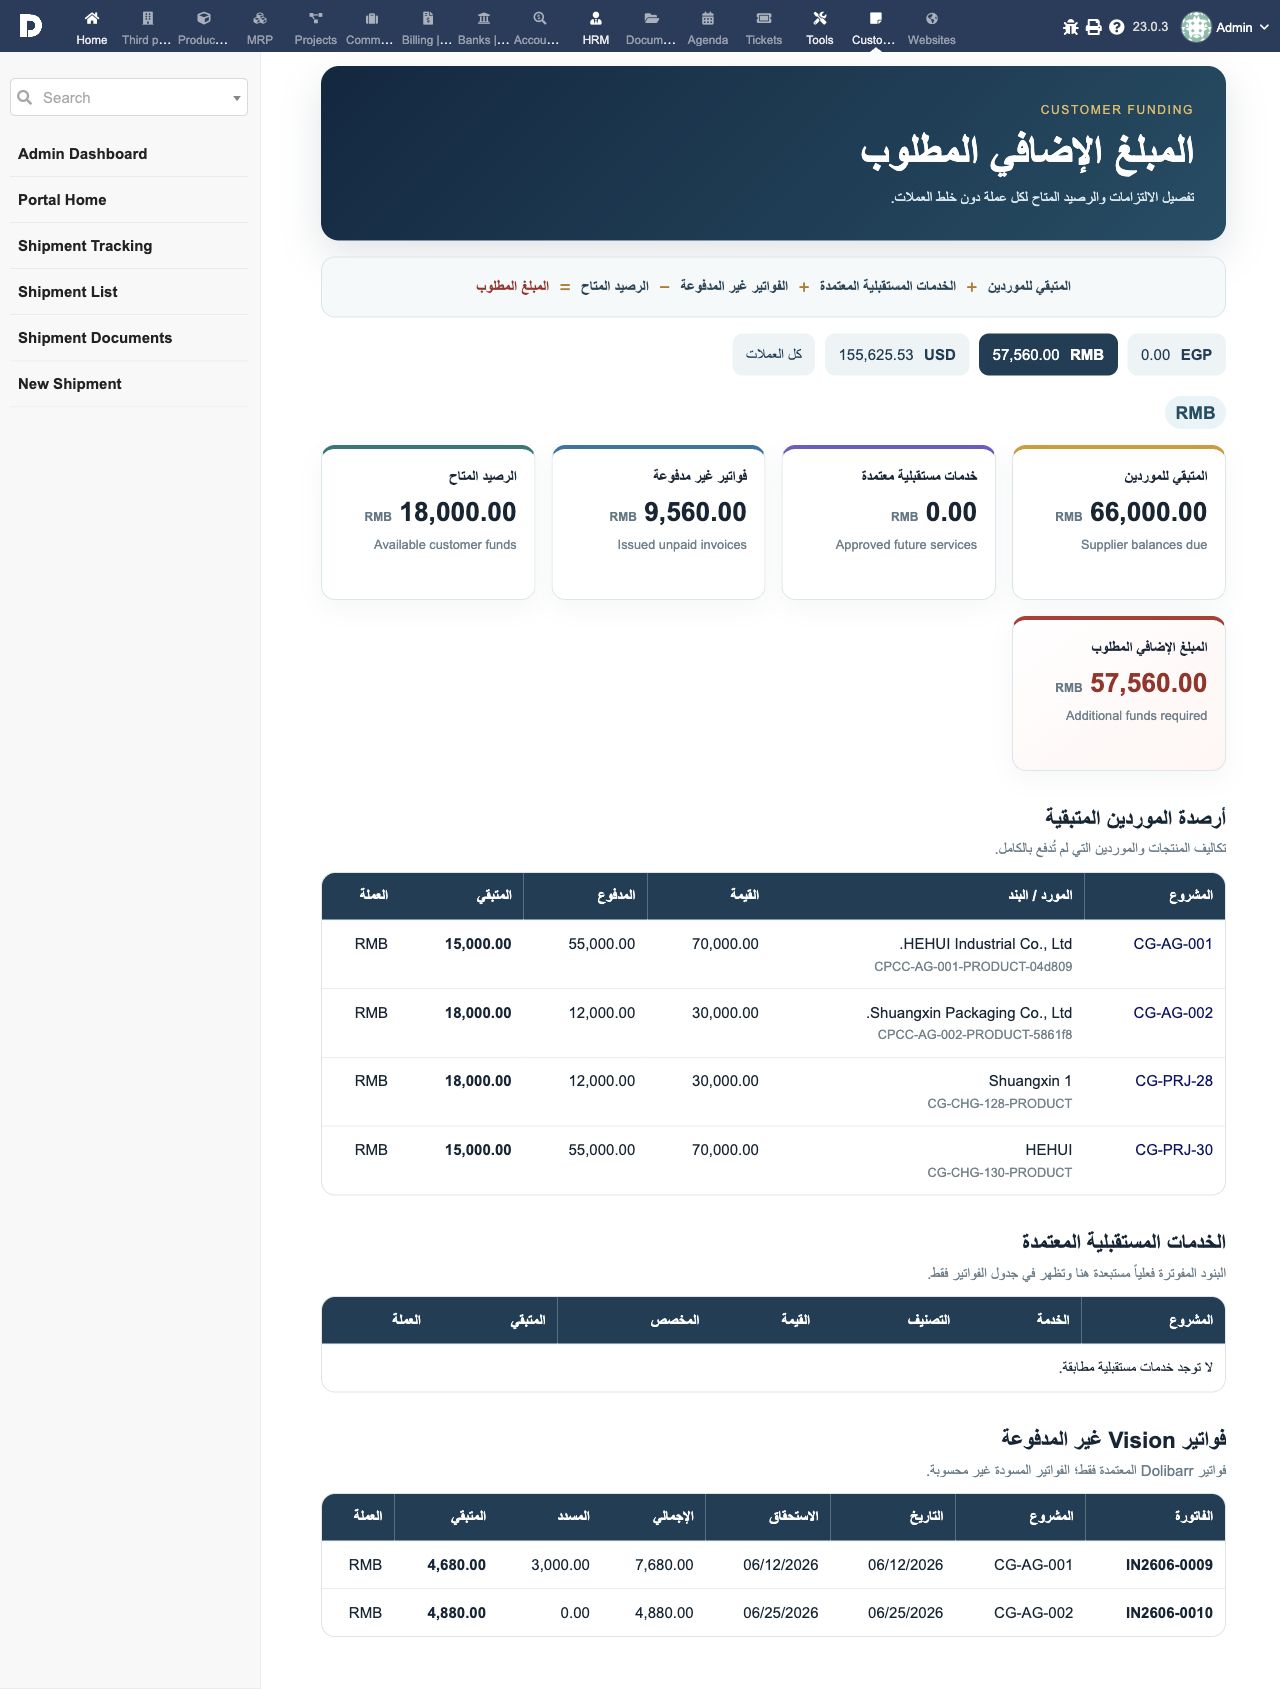 D
Home
Third p...
Produc...
MRP
Projects
Comm...
Billing |...
Banks |...
Accou...
HRM
Docum...
Agenda
Tickets
Tools
Custo...
Websites
23.0.3
Admin
Search
Admin Dashboard
Portal Home
Shipment Tracking
Shipment List
Shipment Documents
New Shipment
CUSTOMER FUNDING
المبلغ الإضافي المطلوب
تفصيل الالتزامات والرصيد المتاح لكل عملة دون خلط العملات.
المتبقي للموردين + الخدمات المستقبلية المعتمدة + الفواتير غير المدفوعة − الرصيد المتاح = المبلغ المطلوب
EGP 0.00
RMB 57,560.00
USD 155,625.53
كل العملات
RMB
المتبقي للموردين
66,000.00 RMB
Supplier balances due
خدمات مستقبلية معتمدة
0.00 RMB
Approved future services
فواتير غير مدفوعة
9,560.00 RMB
Issued unpaid invoices
الرصيد المتاح
18,000.00 RMB
Available customer funds
المبلغ الإضافي المطلوب
57,560.00 RMB
Additional funds required
أرصدة الموردين المتبقية
تكاليف المنتجات والموردين التي لم تُدفع بالكامل.
المشروع المورد / البند القيمة المدفوع المتبقي العملة
CG-AG-001 HEHUI Industrial Co., Ltd. 70,000.00 55,000.00 15,000.00 RMB
CPCC-AG-001-PRODUCT-04d809
CG-AG-002 Shuangxin Packaging Co., Ltd. 30,000.00 12,000.00 18,000.00 RMB
CPCC-AG-002-PRODUCT-5861f8
CG-PRJ-28 Shuangxin 1 30,000.00 12,000.00 18,000.00 RMB
CG-CHG-128-PRODUCT
CG-PRJ-30 HEHUI 70,000.00 55,000.00 15,000.00 RMB
CG-CHG-130-PRODUCT
الخدمات المستقبلية المعتمدة
البنود المفوترة فعلياً مستبعدة هنا وتظهر في جدول الفواتير فقط.
المشروع الخدمة التصنيف القيمة المخصص المتبقي العملة
لا توجد خدمات مستقبلية مطابقة.
فواتير Vision غير المدفوعة
فواتير Dolibarr المعتمدة فقط؛ الفواتير المسودة غير محسوبة.
الفاتورة المشروع التاريخ الاستحقاق الإجمالي المسدد المتبقي العملة
IN2606-0009 CG-AG-001 06/12/2026 06/12/2026 7,680.00 3,000.00 4,680.00 RMB
IN2606-0010 CG-AG-002 06/25/2026 06/25/2026 4,880.00 0.00 4,880.00 RMB